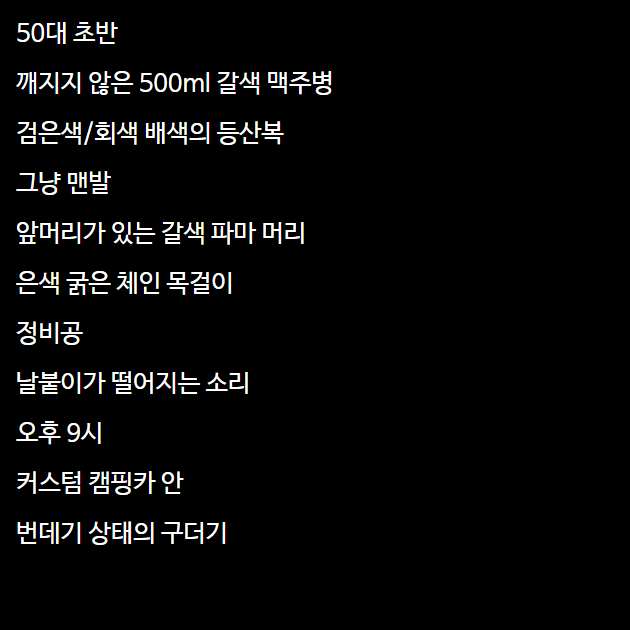 50대 초반
깨지지 않은 500ml 갈색 맥주병
검은색/회색 배색의 등산복
그냥 맨발
앞머리가 있는 갈색 파마 머리
은색 굵은 체인 목걸이
정비공
날붙이가 떨어지는 소리
오후 9시
커스텀 캠핑카 안
번데기 상태의 구더기